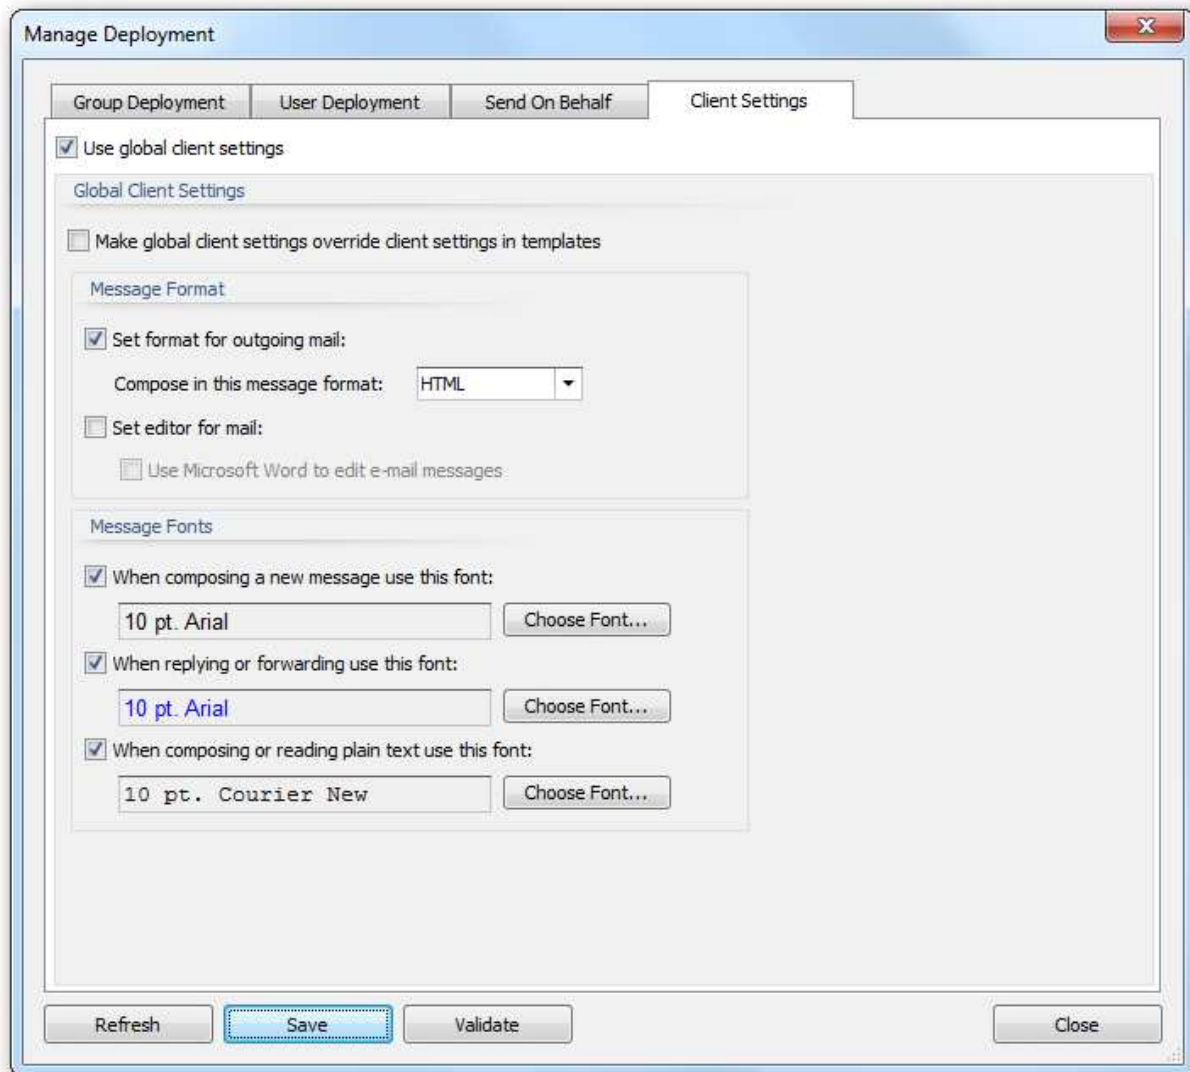 Manage Deployment
Group Deployment User Deployment Send On Behalf Client Settings
Use global client settings
Global Client Settings
Make global client settings override client settings in templates
Message Format
Set format for outgoing mail:
Compose in this message format: HTML
Set editor for mail:
Use Microsoft Word to edit e-mail messages
Message Fonts
When composing a new message use this font:
10 pt. Arial Choose Font...
When replying or forwarding use this font:
10 pt. Arial Choose Font...
When composing or reading plain text use this font:
10 pt. Courier New Choose Font...
Refresh Save Validate Close